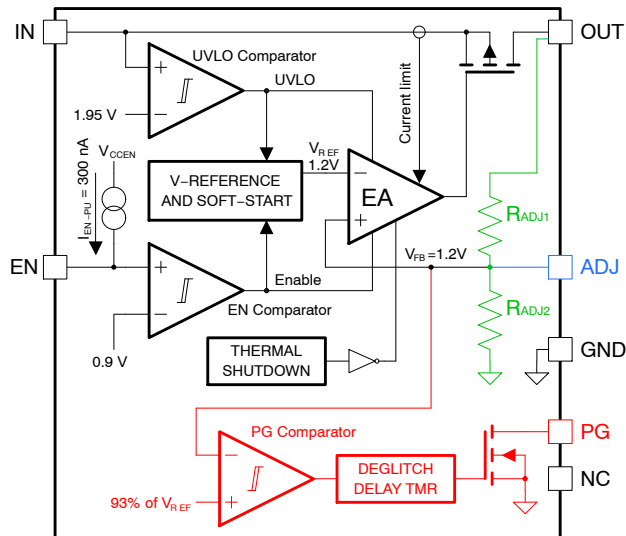 IN
OUT
UVLO Comparator
UVLO
Current limit
+
1.95 V
−
VCCEN
IEN-PU = 300 nA
V-REFERENCE
AND SOFT-START
VREF
1.2V
−
EA
+
RADJ1
EN
+
Enable
VFB=1.2V
ADJ
−
EN Comparator
RADJ2
0.9 V
THERMAL
SHUTDOWN
GND
PG Comparator
PG
−
DEGLITCH
DELAY TMR
93% of VREF
+
NC